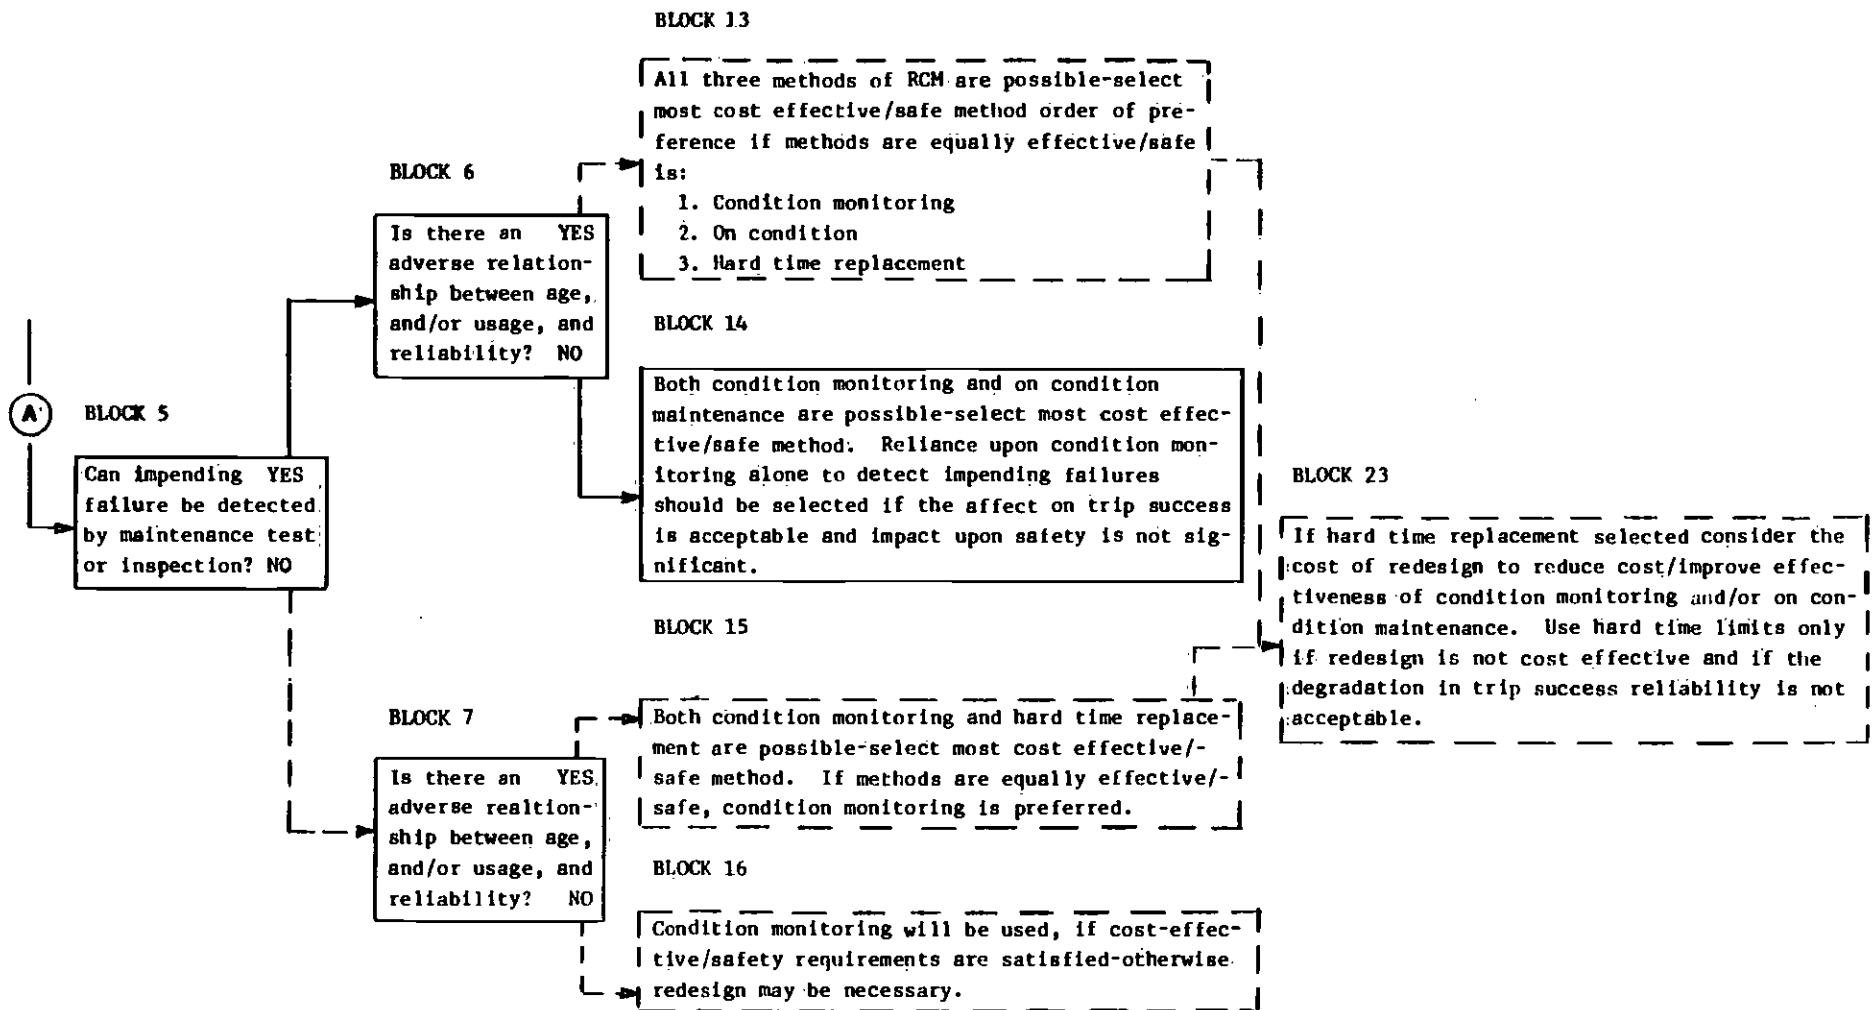 BLOCK 13
All three methods of RCM are possible-select
most cost effective/safe method order of pre-
ference if methods are equally effective/safe
is:
1. Condition monitoring
2. On condition
3. Hard time replacement
BLOCK 6
Is there an YES
adverse relation-
ship between age,
and/or usage, and
reliability? NO
BLOCK 14
Both condition monitoring and on condition
maintenance are possible-select most cost effec-
tive/safe method. Reliance upon condition mon-
itoring alone to detect impending failures
should be selected if the affect on trip success
is acceptable and impact upon safety is not sig-
nificant.
A
BLOCK 5
Can impending YES
failure be detected
by maintenance test
or inspection? NO
BLOCK 23
If hard time replacement selected consider the
cost of redesign to reduce cost/improve effec-
tiveness of condition monitoring and/or on con-
dition maintenance. Use hard time limits only
if redesign is not cost effective and if the
degradation in trip success reliability is not
acceptable.
BLOCK 15
Both condition monitoring and hard time replace-
ment are possible-select most cost effective/-
safe method. If methods are equally effective/-
safe, condition monitoring is preferred.
BLOCK 7
Is there an YES
adverse realtion-
ship between age,
and/or usage, and
reliability? NO
BLOCK 16
Condition monitoring will be used, if cost-effec-
tive/safety requirements are satisfied-otherwise
redesign may be necessary.